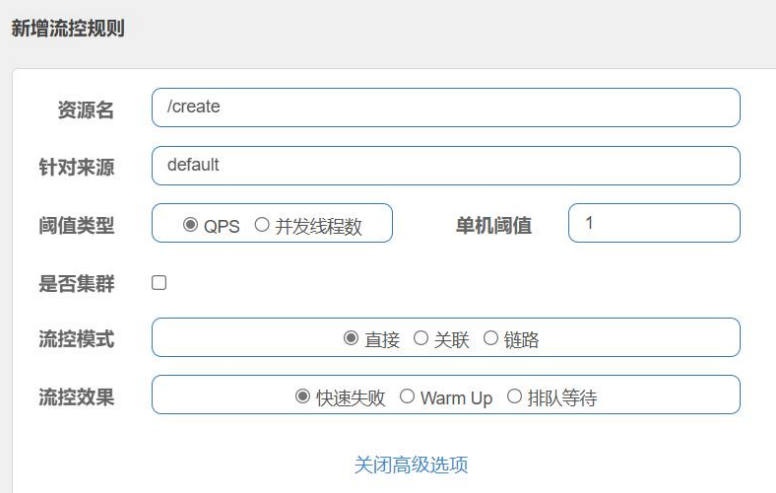 新增流控规则
资源名 /create
针对来源 default
阈值类型 QPS 并发线程数 单机阈值 1
是否集群
流控模式 直接 关联 链路
流控效果 快速失败 Warm Up 排队等待
关闭高级选项